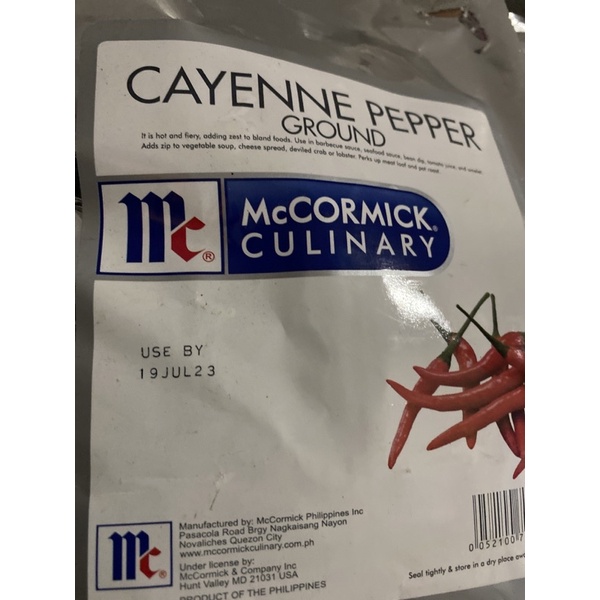 CAYENNE PEPPER
GROUND
It is hot and fiery, adding zest to bland foods. Use in barbecue sauce, seafood sauce, bean dip, tomato juice, and omelet.
Adds zip to vegetable soup, cheese spread, deviled crab or lobster. Perks up meat loaf and pot roast.
Mc® McCORMICK®
CULINARY
USE BY
19JUL23
Manufactured by: McCormick Philippines Inc
Pasacola Road Brgy Nagkaisang Nayon
Novaliches Quezon City
www.mccormickculinary.com.ph
Mc®
Under license by:
McCormick & Company Inc
Hunt Valley MD 21031 USA
PRODUCT OF THE PHILIPPINES
0 052100 7
Seal tightly & store in a dry place